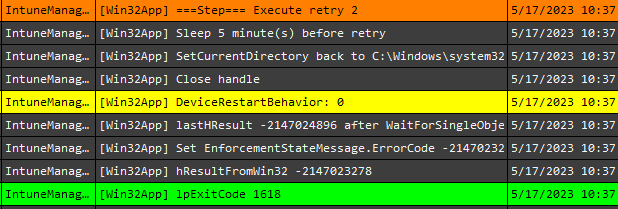 IntuneManag… [Win32App] ===Step=== Execute retry 2 5/17/2023 10:37
IntuneManag… [Win32App] Sleep 5 minute(s) before retry 5/17/2023 10:37
IntuneManag… [Win32App] SetCurrentDirectory back to C:\Windows\system32 5/17/2023 10:37
IntuneManag… [Win32App] Close handle 5/17/2023 10:37
IntuneManag… [Win32App] DeviceRestartBehavior: 0 5/17/2023 10:37
IntuneManag… [Win32App] lastHResult -2147024896 after WaitForSingleObje 5/17/2023 10:37
IntuneManag… [Win32App] Set EnforcementStateMessage.ErrorCode -21470232 5/17/2023 10:37
IntuneManag… [Win32App] hResultFromWin32 -2147023278 5/17/2023 10:37
IntuneManag… [Win32App] lpExitCode 1618 5/17/2023 10:37